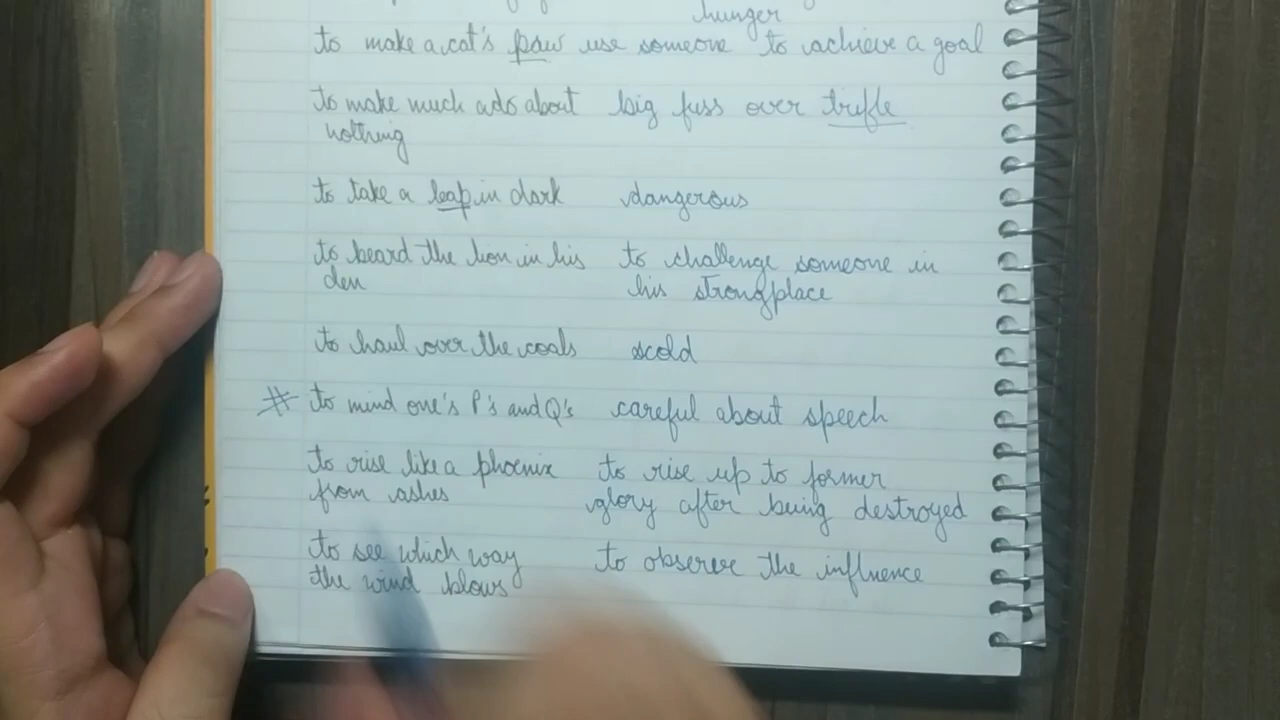 hunger
to make a cat's paw use someone to achieve a goal
to make much ado about big fuss over trifle
nothing
to take a leap in dark dangerous
to beard the lion in his to challenge someone in
den his strongplace
to haul over the coals scold
# to mind one's P's and Q's careful about speech
to rise like a phoenix to rise up to former
from ashes glory after being destroyed
to see which way to observe the influence
the wind blows